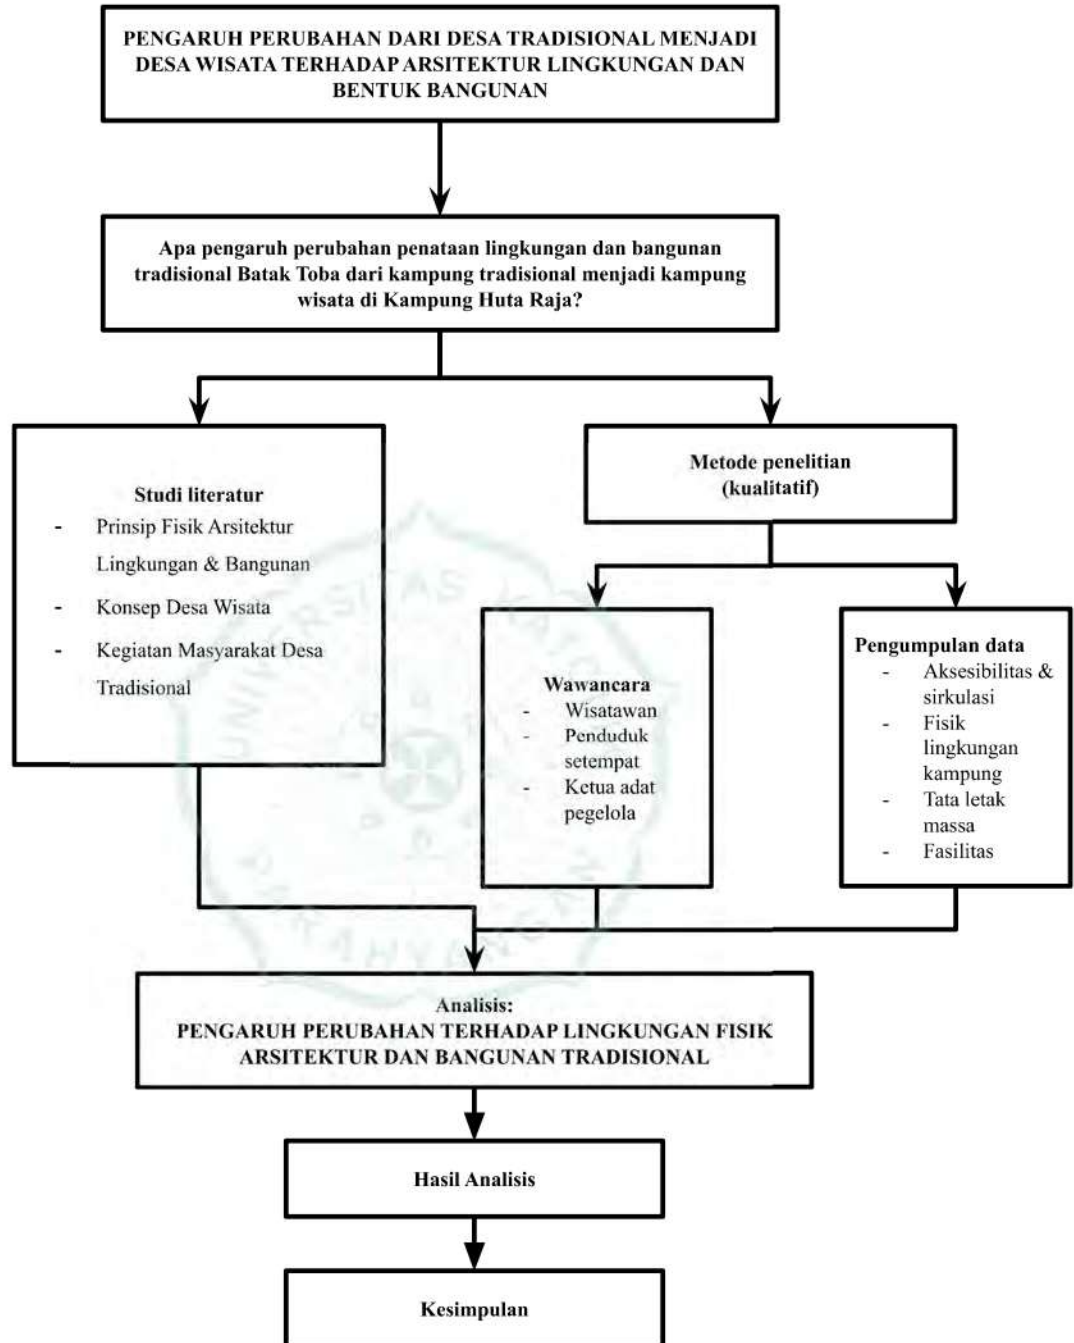 PENGARUH PERUBAHAN DARI DESA TRADISIONAL MENJADI
DESA WISATA TERHADAP ARSITEKTUR LINGKUNGAN DAN
BENTUK BANGUNAN
Apa pengaruh perubahan penataan lingkungan dan bangunan
tradisional Batak Toba dari kampung tradisional menjadi kampung
wisata di Kampung Huta Raja?
Studi literatur
- Prinsip Fisik Arsitektur
Lingkungan & Bangunan
- Konsep Desa Wisata
- Kegiatan Masyarakat Desa
Tradisional
Metode penelitian
(kualitatif)
Wawancara
- Wisatawan
- Penduduk
setempat
- Ketua adat
pegelola
Pengumpulan data
- Aksesibilitas &
sirkulasi
- Fisik
lingkungan
kampung
- Tata letak
massa
- Fasilitas
Analisis:
PENGARUH PERUBAHAN TERHADAP LINGKUNGAN FISIK
ARSITEKTUR DAN BANGUNAN TRADISIONAL
Hasil Analisis
Kesimpulan
UNIVERSITAS KATOLIK
PARAHYANGAN